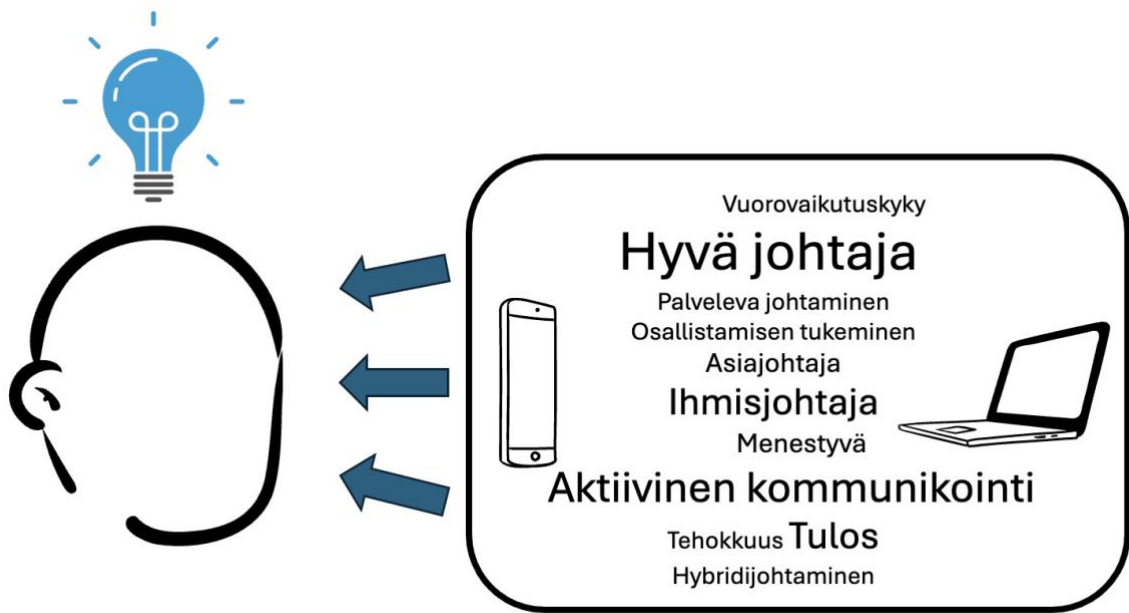 Vuorovaikutuskyky
Hyvä johtaja
Palveleva johtaminen
Osallistamisen tukeminen
Asiajohtaja
Ihmisjohtaja
Menestyvä
Aktiivinen kommunikointi
Tehokkuus Tulos
Hybridijohtaminen